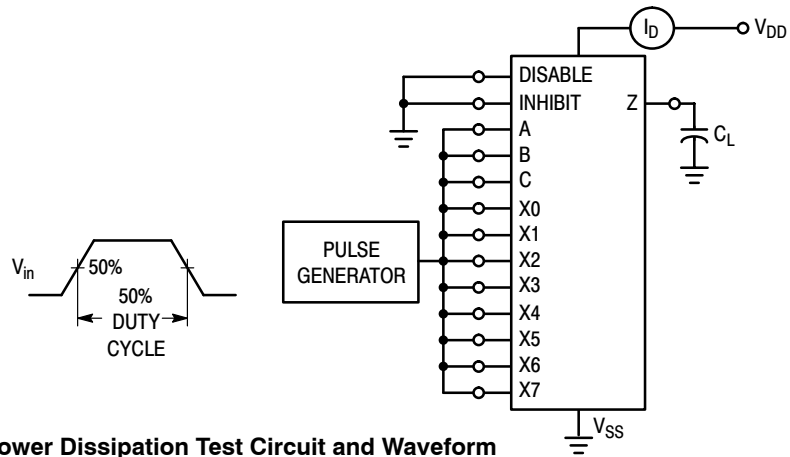 I_D
V_DD
DISABLE
INHIBIT
Z
A
C_L
B
C
X0
X1
PULSE
GENERATOR
X2
X3
X4
X5
X6
X7
V_in
50%
50%
DUTY
CYCLE
V_SS
ower Dissipation Test Circuit and Waveform